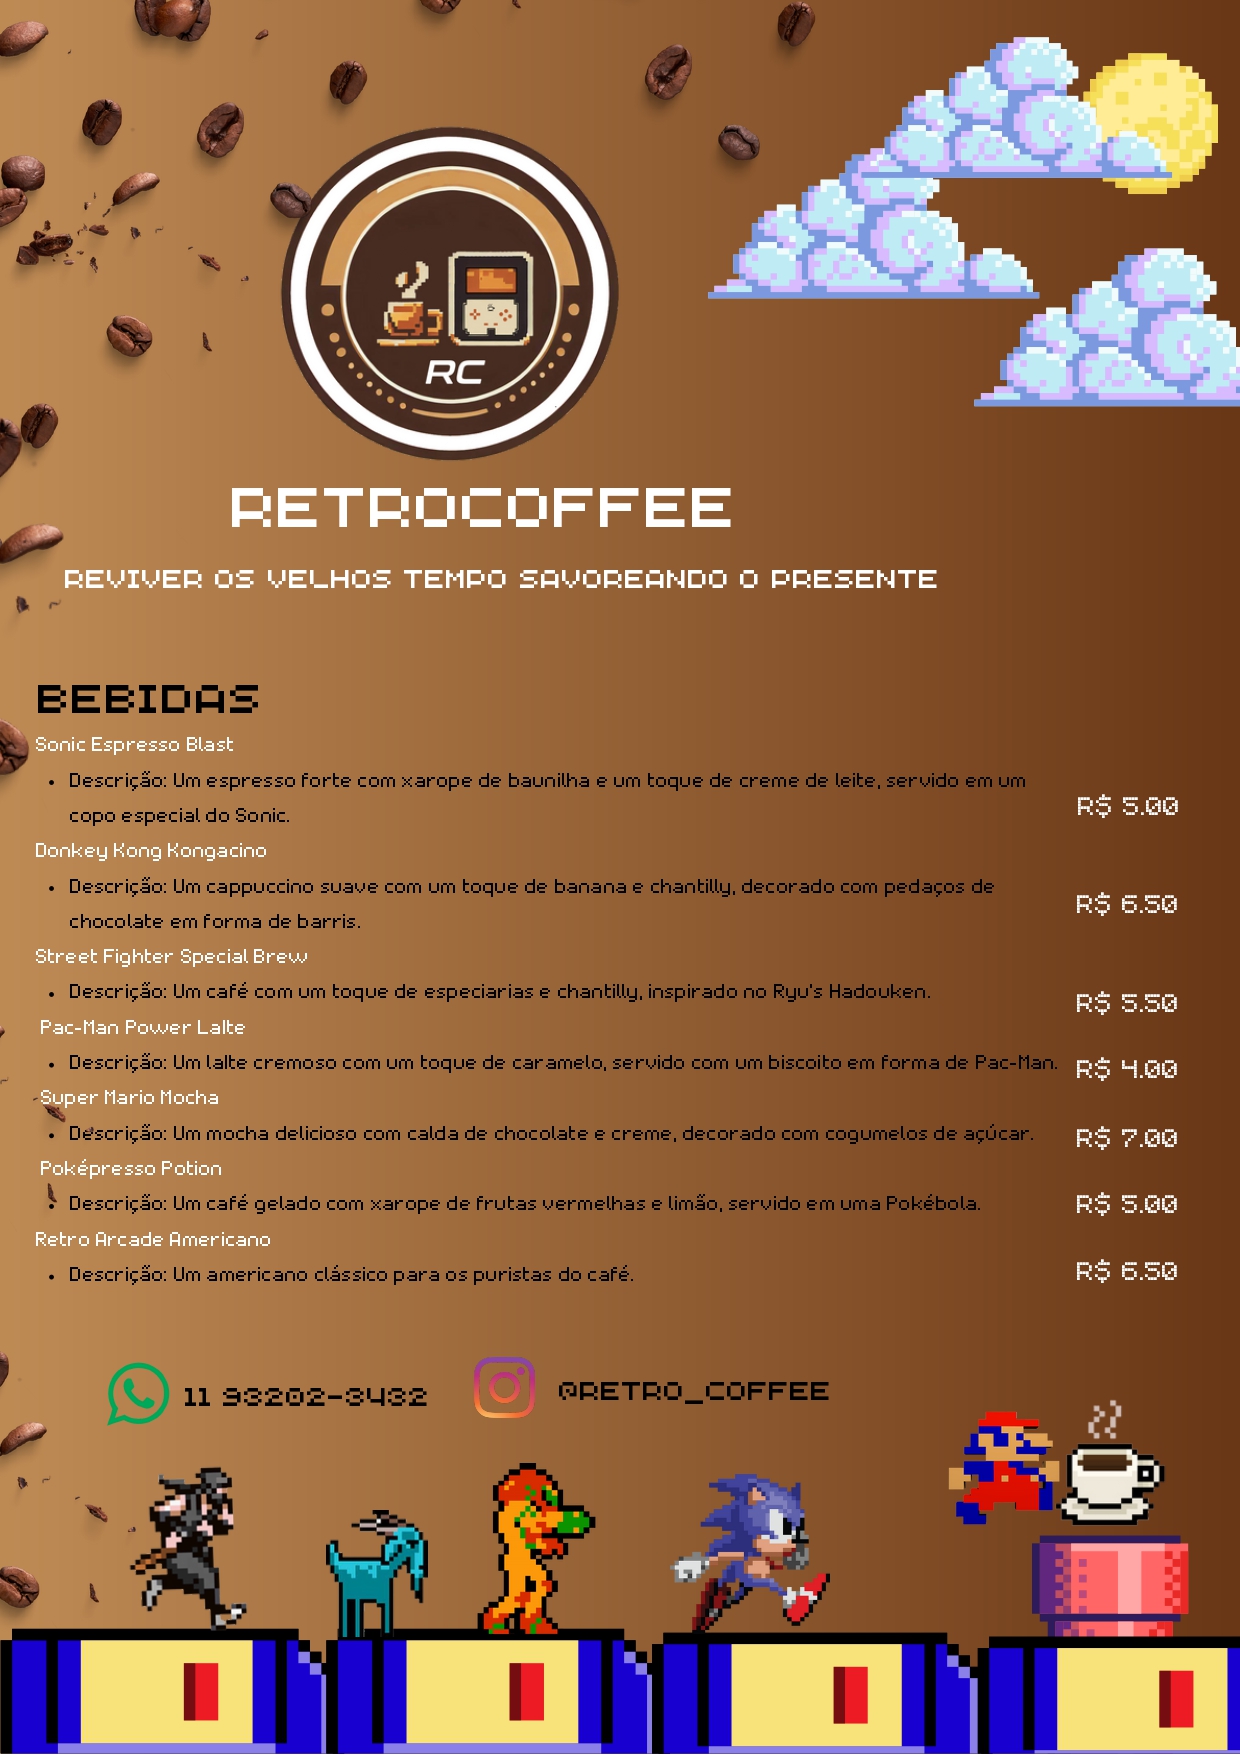 RC
RETROCOFFEE
REVIVER OS VELHOS TEMPO SAVOREANDO O PRESENTE
BEBIDAS
Sonic Espresso Blast
• Descrição: Um espresso forte com xarope de baunilha e um toque de creme de leite, servido em um
copo especial do Sonic.
R$ 5.00
Donkey Kong Kongacino
• Descrição: Um cappuccino suave com um toque de banana e chantilly, decorado com pedaços de
chocolate em forma de barris.
R$ 6.50
Street Fighter Special Brew
• Descrição: Um café com um toque de especiarias e chantilly, inspirado no Ryu's Hadouken.
R$ 5.50
Pac-Man Power Lalte
• Descrição: Um lalte cremoso com um toque de caramelo, servido com um biscoito em forma de Pac-Man.
R$ 4.00
Super Mario Mocha
• Descrição: Um mocha delicioso com calda de chocolate e creme, decorado com cogumelos de açúcar.
R$ 7.00
Poképresso Potion
• Descrição: Um café gelado com xarope de frutas vermelhas e limão, servido em uma Pokébola.
R$ 5.00
Retro Arcade Americano
• Descrição: Um americano clássico para os puristas do café.
R$ 6.50
11 93202-3432
@RETRO_COFFEE